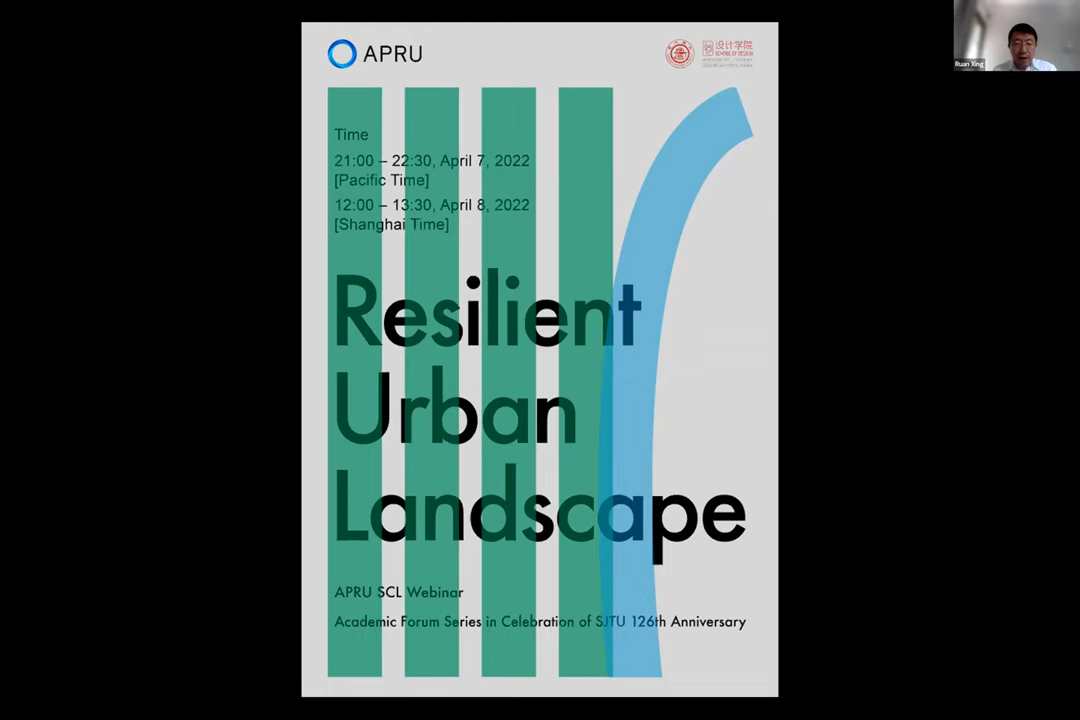 APRU
设计学院
SCHOOL OF DESIGN
Ruan Xing
Time
21:00 – 22:30, April 7, 2022
[Pacific Time]
12:00 – 13:30, April 8, 2022
[Shanghai Time]
Resilient
Urban
Landscape
APRU SCL Webinar
Academic Forum Series in Celebration of SJTU 126th Anniversary